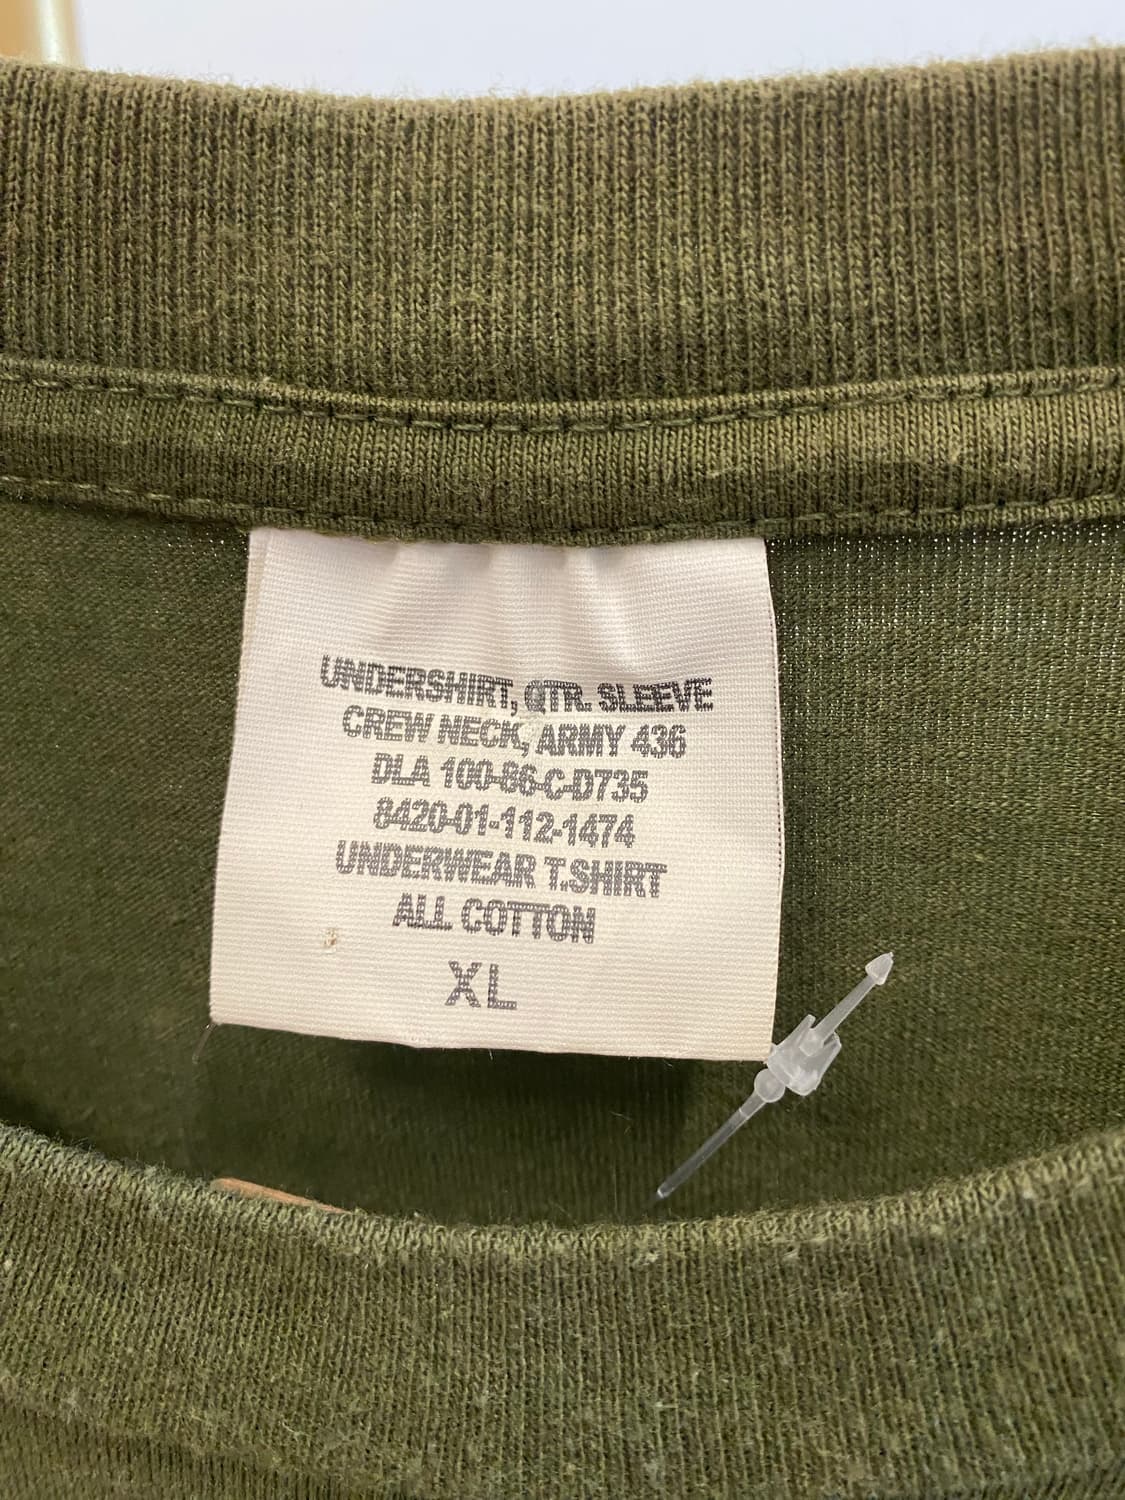 UNDERSHIRT, QTR. SLEEVE
CREW NECK, ARMY 436
DLA 100-86-C-D735
8420-01-112-1474
UNDERWEAR T.SHIRT
ALL COTTON
XL